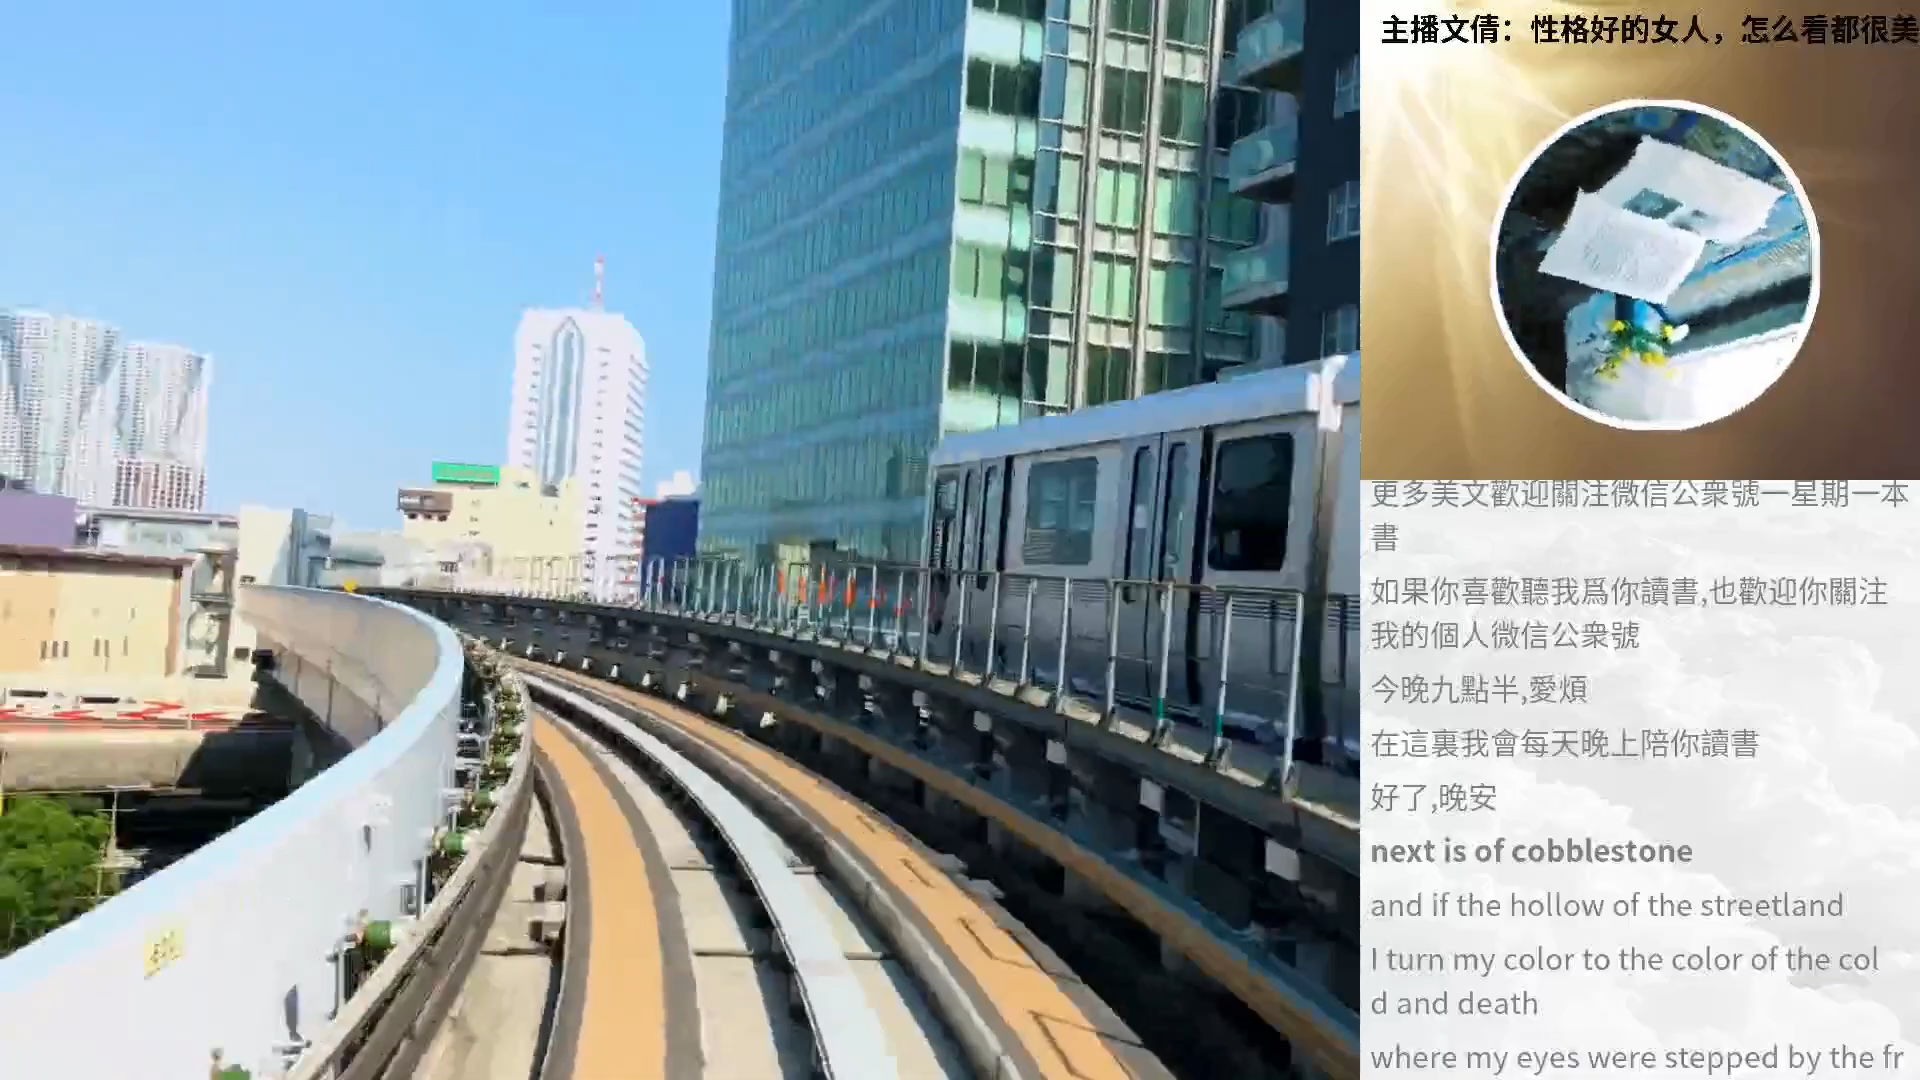 主播文倩：性格好的女人，怎么看都很美
更多美文歡迎關注微信公衆號一星期一本
書
如果你喜歡聽我爲你讀書,也歡迎你關注
我的個人微信公衆號
今晚九點半,愛煩
在這裏我會每天晚上陪你讀書
好了,晚安
next is of cobblestone
and if the hollow of the streetland
I turn my color to the color of the col
d and death
where my eyes were stepped by the fr